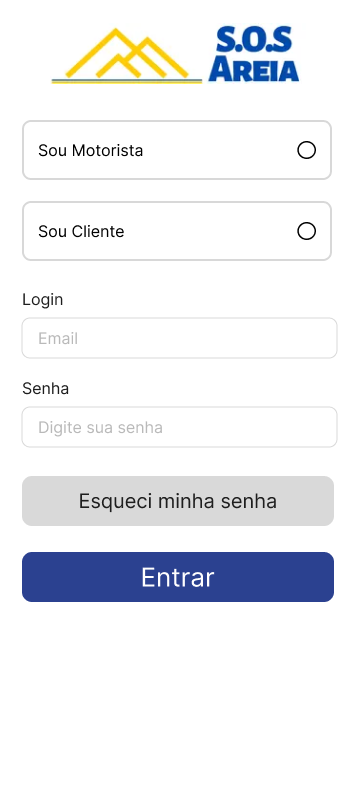 S.O.S
AREIA
Sou Motorista
Sou Cliente
Login
Email
Senha
Digite sua senha
Esqueci minha senha
Entrar